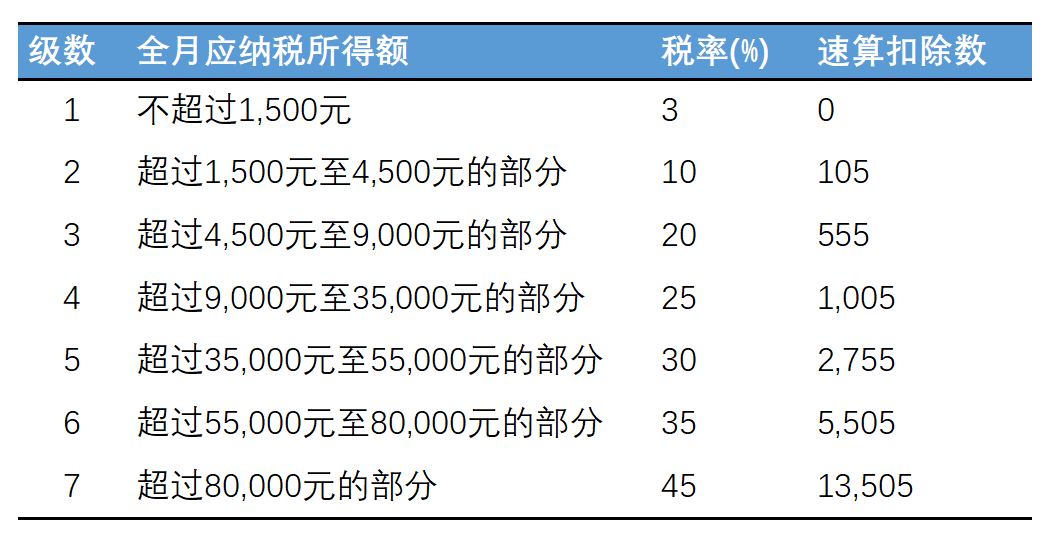 级数 全月应纳税所得额 税率(%) 速算扣除数
1 不超过1,500元 3 0
2 超过1,500元至4,500元的部分 10 105
3 超过4,500元至9,000元的部分 20 555
4 超过9,000元至35,000元的部分 25 1,005
5 超过35,000元至55,000元的部分 30 2,755
6 超过55,000元至80,000元的部分 35 5,505
7 超过80,000元的部分 45 13,505